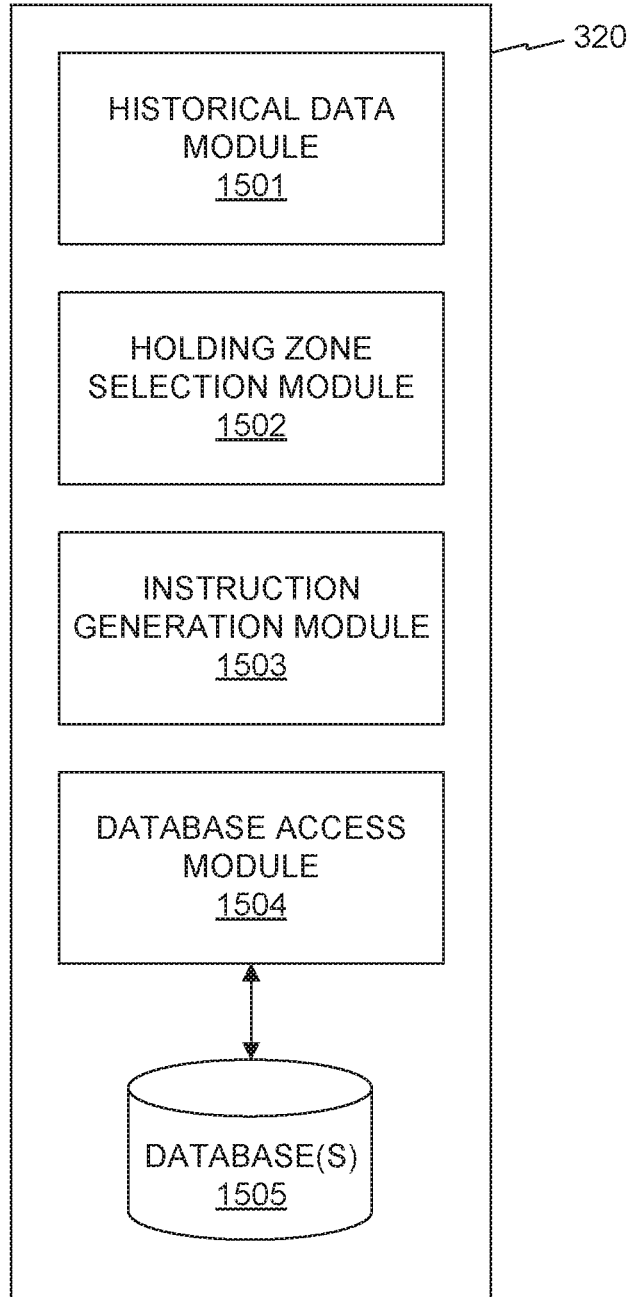 320
HISTORICAL DATA
MODULE
1501
HOLDING ZONE
SELECTION MODULE
1502
INSTRUCTION
GENERATION MODULE
1503
DATABASE ACCESS
MODULE
1504
DATABASE(S)
1505